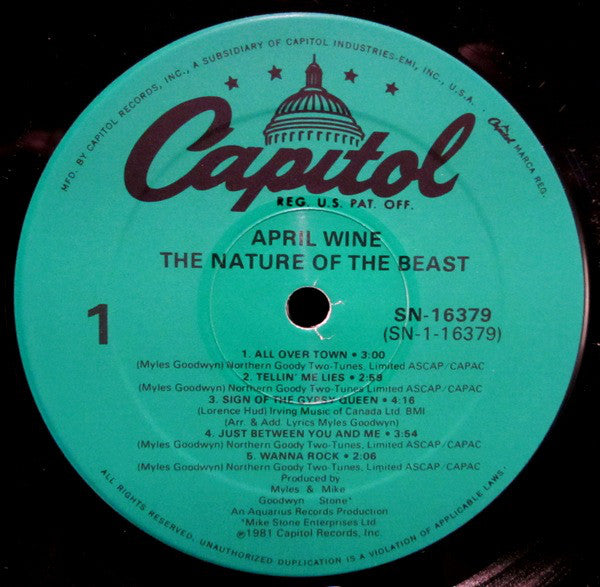 MFD. BY CAPITOL RECORDS, INC., A SUBSIDIARY OF CAPITOL INDUSTRIES-EMI, INC., U.S.A. · Capitol MARCA REG.
Capitol
REG. U.S. PAT. OFF.
APRIL WINE
THE NATURE OF THE BEAST
1
SN-16379
(SN-1-16379)
1. ALL OVER TOWN • 3:00
(Myles Goodwyn) Northern Goody Two-Tunes, Limited ASCAP/CAPAC
2. TELLIN' ME LIES • 2:59
(Myles Goodwyn) Northern Goody Two-Tunes, Limited ASCAP/CAPAC
3. SIGN OF THE GYPSY QUEEN • 4:16
(Lorence Hud) Irving Music of Canada Ltd. BMI
(Arr. & Add. Lyrics Myles Goodwyn)
4. JUST BETWEEN YOU AND ME • 3:54
(Myles Goodwyn) Northern Goody Two-Tunes, Limited ASCAP/CAPAC
5. WANNA ROCK • 2:06
(Myles Goodwyn) Northern Goody Two-Tunes, Limited ASCAP/CAPAC
Produced by
Myles & Mike
Goodwyn Stone*
An Aquarius Records Production
*Mike Stone Enterprises Ltd
℗1981 Capitol Records, Inc.
ALL RIGHTS RESERVED. UNAUTHORIZED DUPLICATION IS A VIOLATION OF APPLICABLE LAWS.